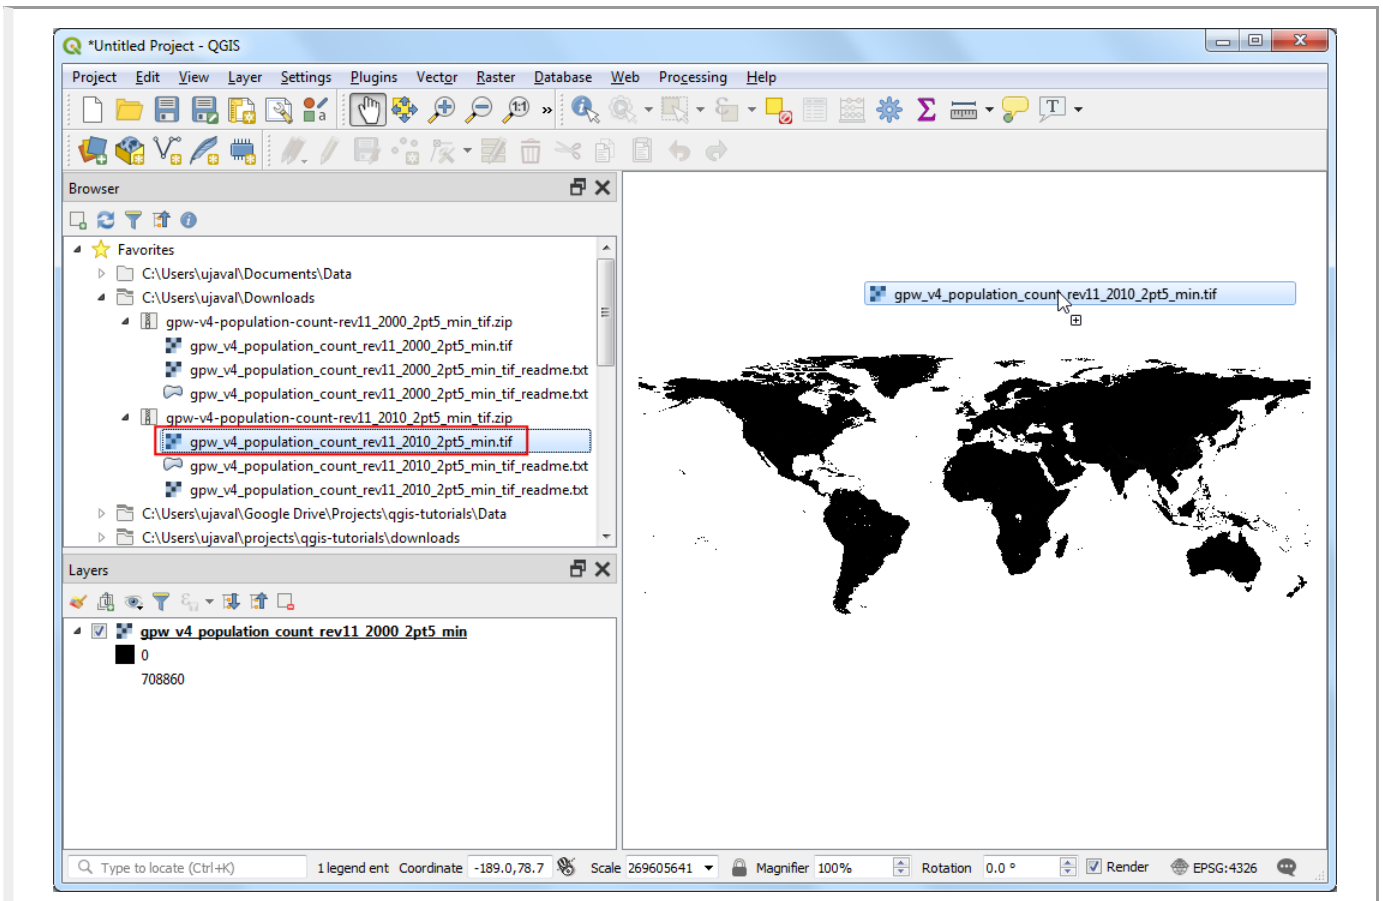 *Untitled Project - QGIS
Project Edit View Layer Settings Plugins Vector Raster Database Web Processing Help
1:1 » Σ T
a
Browser
Favorites
C:\Users\ujaval\Documents\Data
C:\Users\ujaval\Downloads
gpw-v4-population-count-rev11_2000_2pt5_min_tif.zip
gpw_v4_population_count_rev11_2000_2pt5_min.tif
gpw_v4_population_count_rev11_2000_2pt5_min_tif_readme.txt
gpw_v4_population_count_rev11_2000_2pt5_min_tif_readme.txt
gpw-v4-population-count-rev11_2010_2pt5_min_tif.zip
gpw_v4_population_count_rev11_2010_2pt5_min.tif
gpw_v4_population_count_rev11_2010_2pt5_min_tif_readme.txt
gpw_v4_population_count_rev11_2010_2pt5_min_tif_readme.txt
C:\Users\ujaval\Google Drive\Projects\qgis-tutorials\Data
C:\Users\ujaval\projects\qgis-tutorials\downloads
gpw_v4_population_count_rev11_2010_2pt5_min.tif
Layers
gpw_v4_population_count_rev11_2000_2pt5_min
0
708860
Type to locate (Ctrl+K) 1 legend ent Coordinate -189.0,78.7 Scale 269605641 Magnifier 100% Rotation 0.0 ° Render EPSG:4326